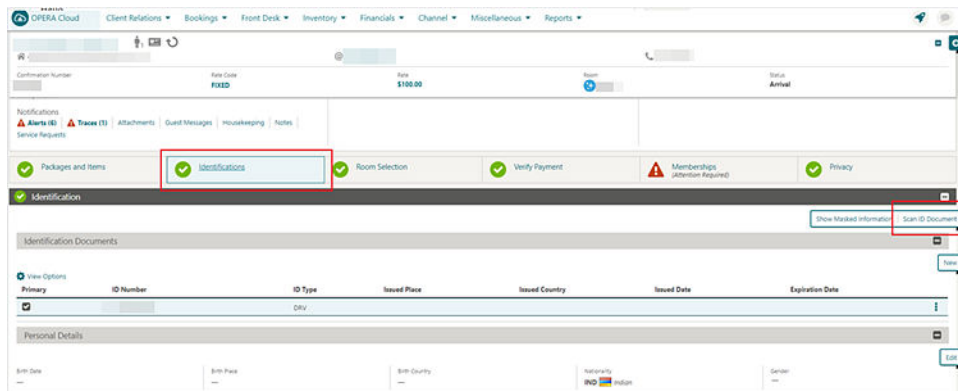 OPERA Cloud Client Relations Bookings Front Desk Inventory Financials Channel Miscellaneous Reports
@
Confirmation Number Rate Code Rate Room Status
FIXED $100.00 Arrival
Notifications
Alerts (6) Traces (1) Attachments Guest Messages Housekeeping Notes
Service Requests
Packages and Items Identifications Room Selection Verify Payment Memberships Privacy
(Attention Required)
Identification
Show Masked Information Scan ID Document
Identification Documents
New
View Options
Primary ID Number ID Type Issued Place Issued Country Issued Date Expiration Date
DRV
Personal Details
Edit
Birth Date Birth Place Birth Country Nationality Gender
— — — IND Indian —